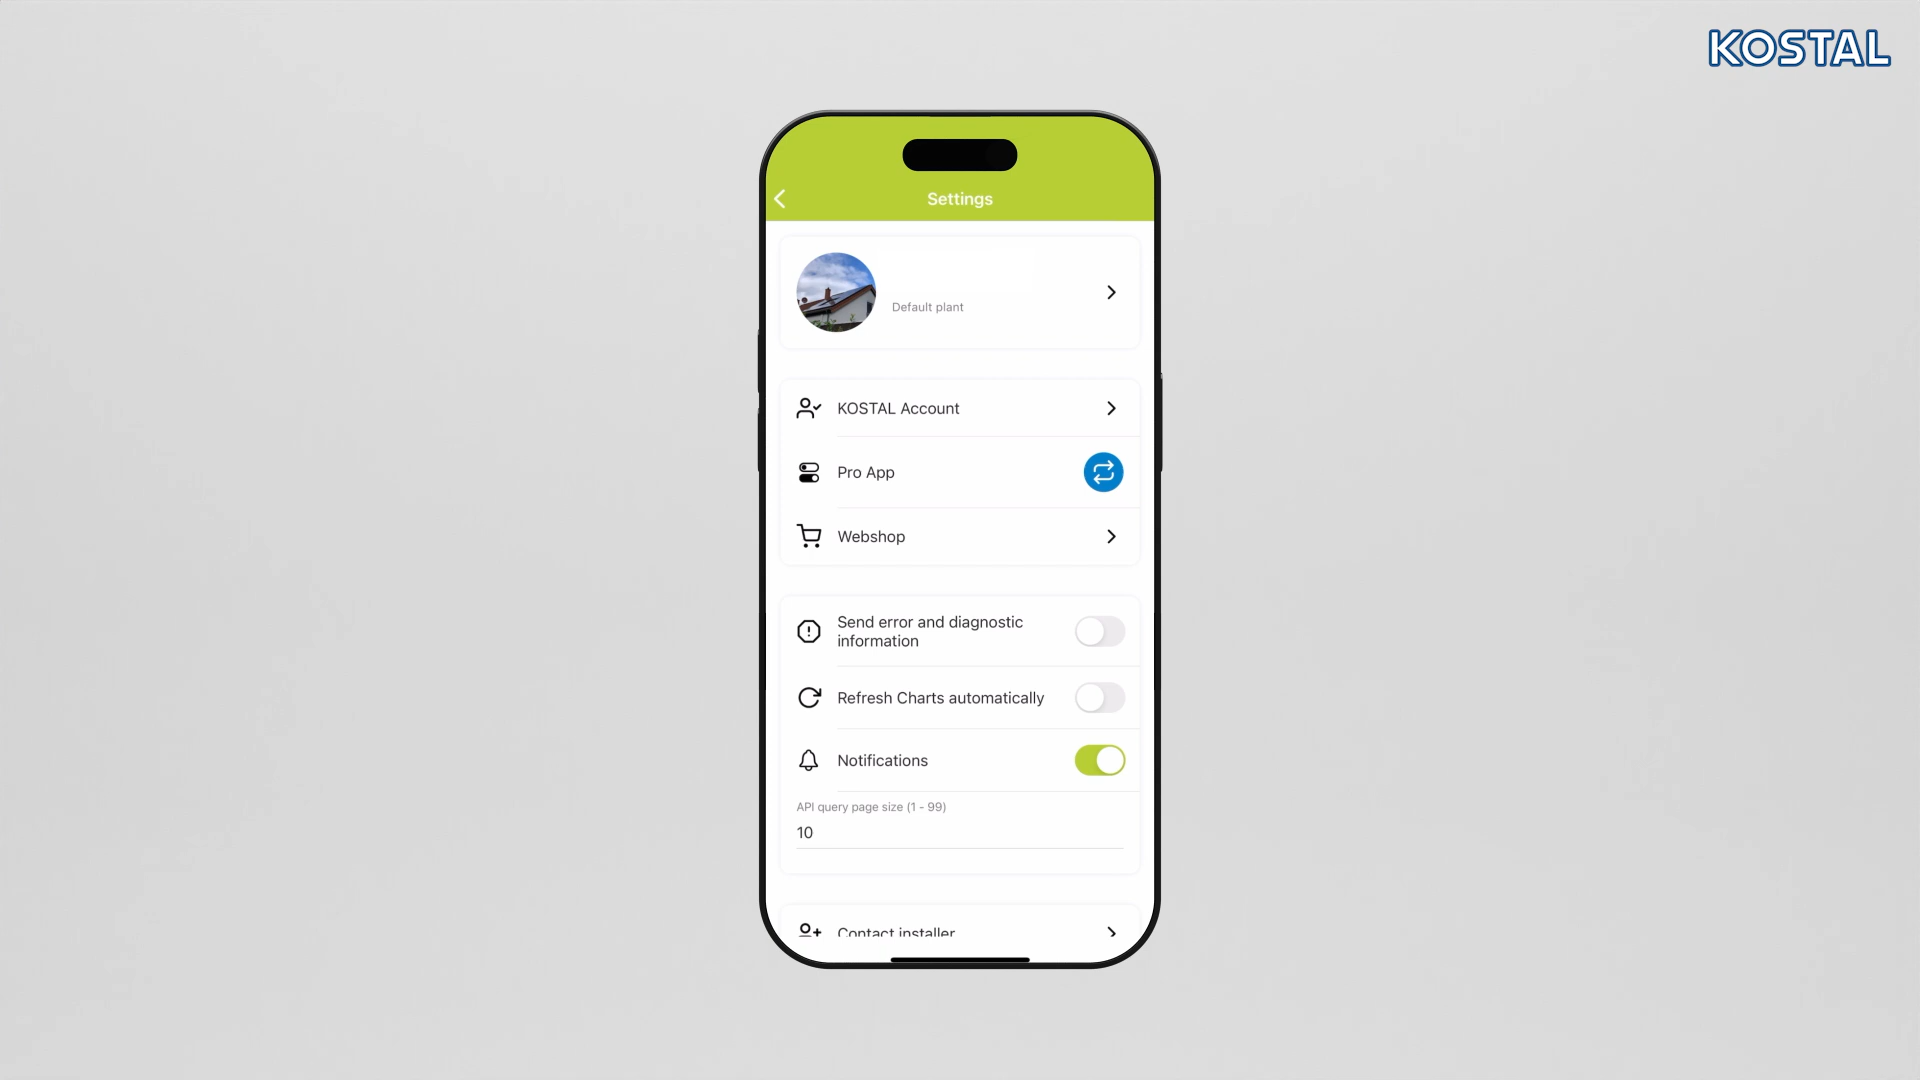 KOSTAL
Settings
Default plant
KOSTAL Account
Pro App
Webshop
Send error and diagnostic
information
Refresh Charts automatically
Notifications
API query page size (1 - 99)
10
Contact installer